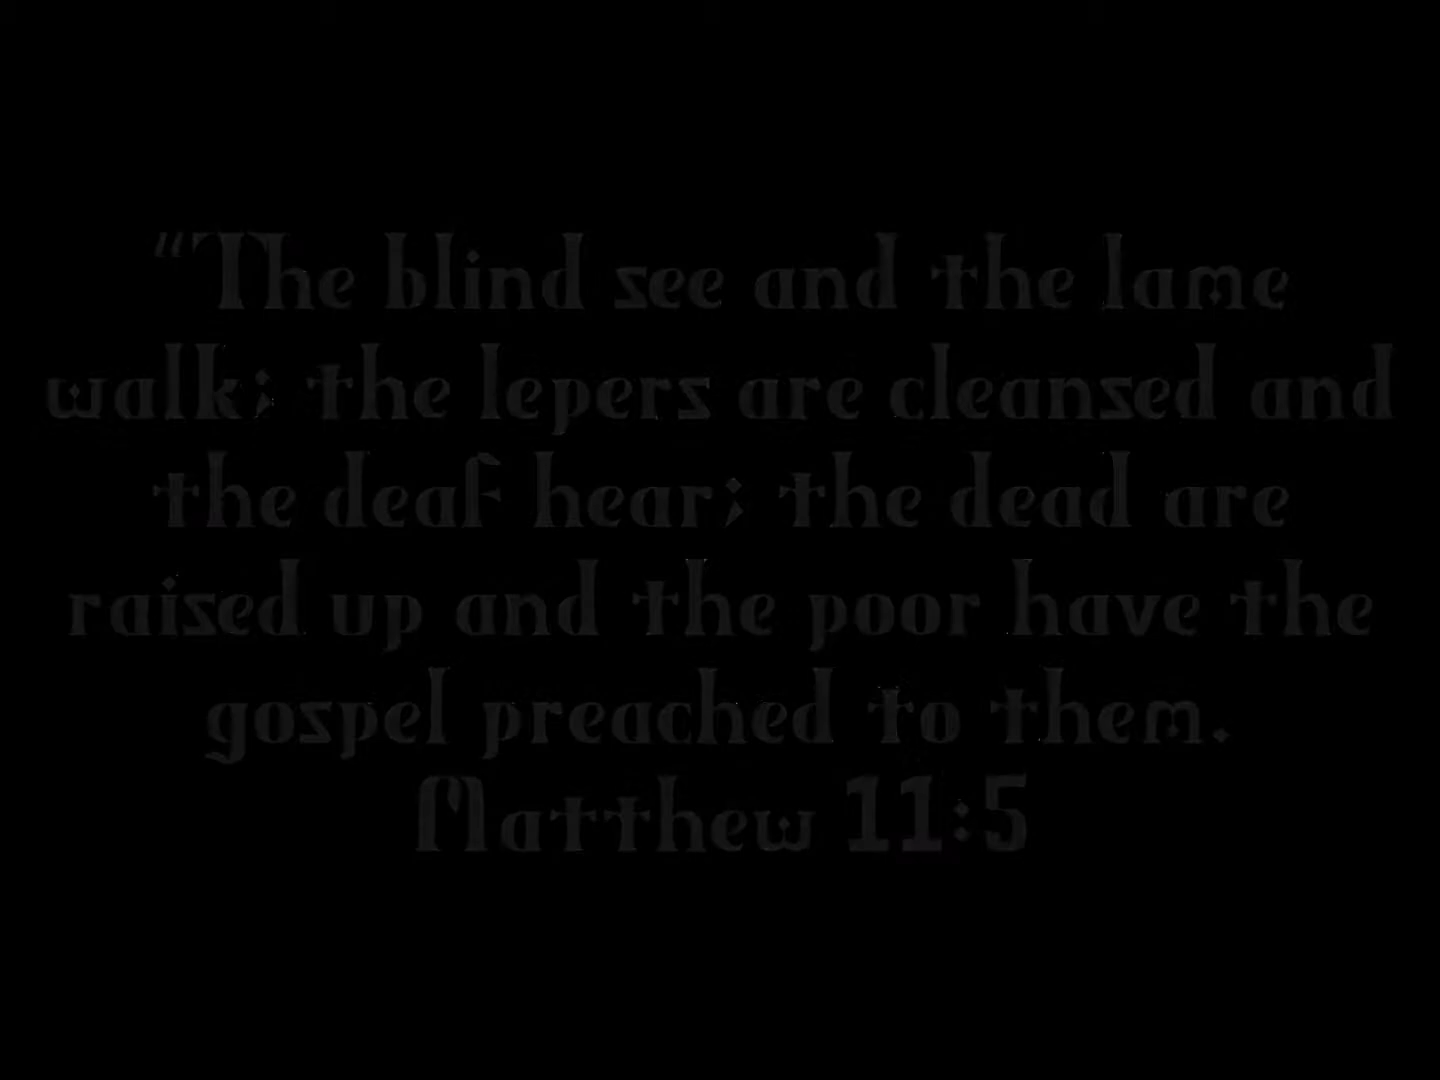 "The blind see and the lame
walk; the lepers are cleansed and
the deaf hear; the dead are
raised up and the poor have the
gospel preached to them.
Matthew 11:5